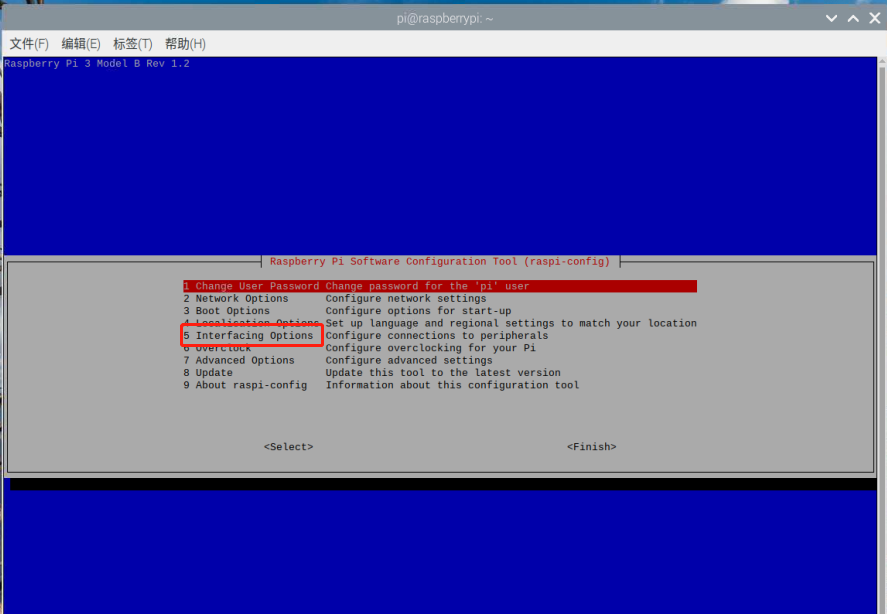 pi@raspberrypi: ~
文件(F) 编辑(E) 标签(T) 帮助(H)
Raspberry Pi 3 Model B Rev 1.2
Raspberry Pi Software Configuration Tool (raspi-config)
1 Change User Password Change password for the 'pi' user
2 Network Options Configure network settings
3 Boot Options Configure options for start-up
4 Localisation Options Set up language and regional settings to match your location
5 Interfacing Options Configure connections to peripherals
6 Overclock Configure overclocking for your Pi
7 Advanced Options Configure advanced settings
8 Update Update this tool to the latest version
9 About raspi-config Information about this configuration tool
<Select> <Finish>